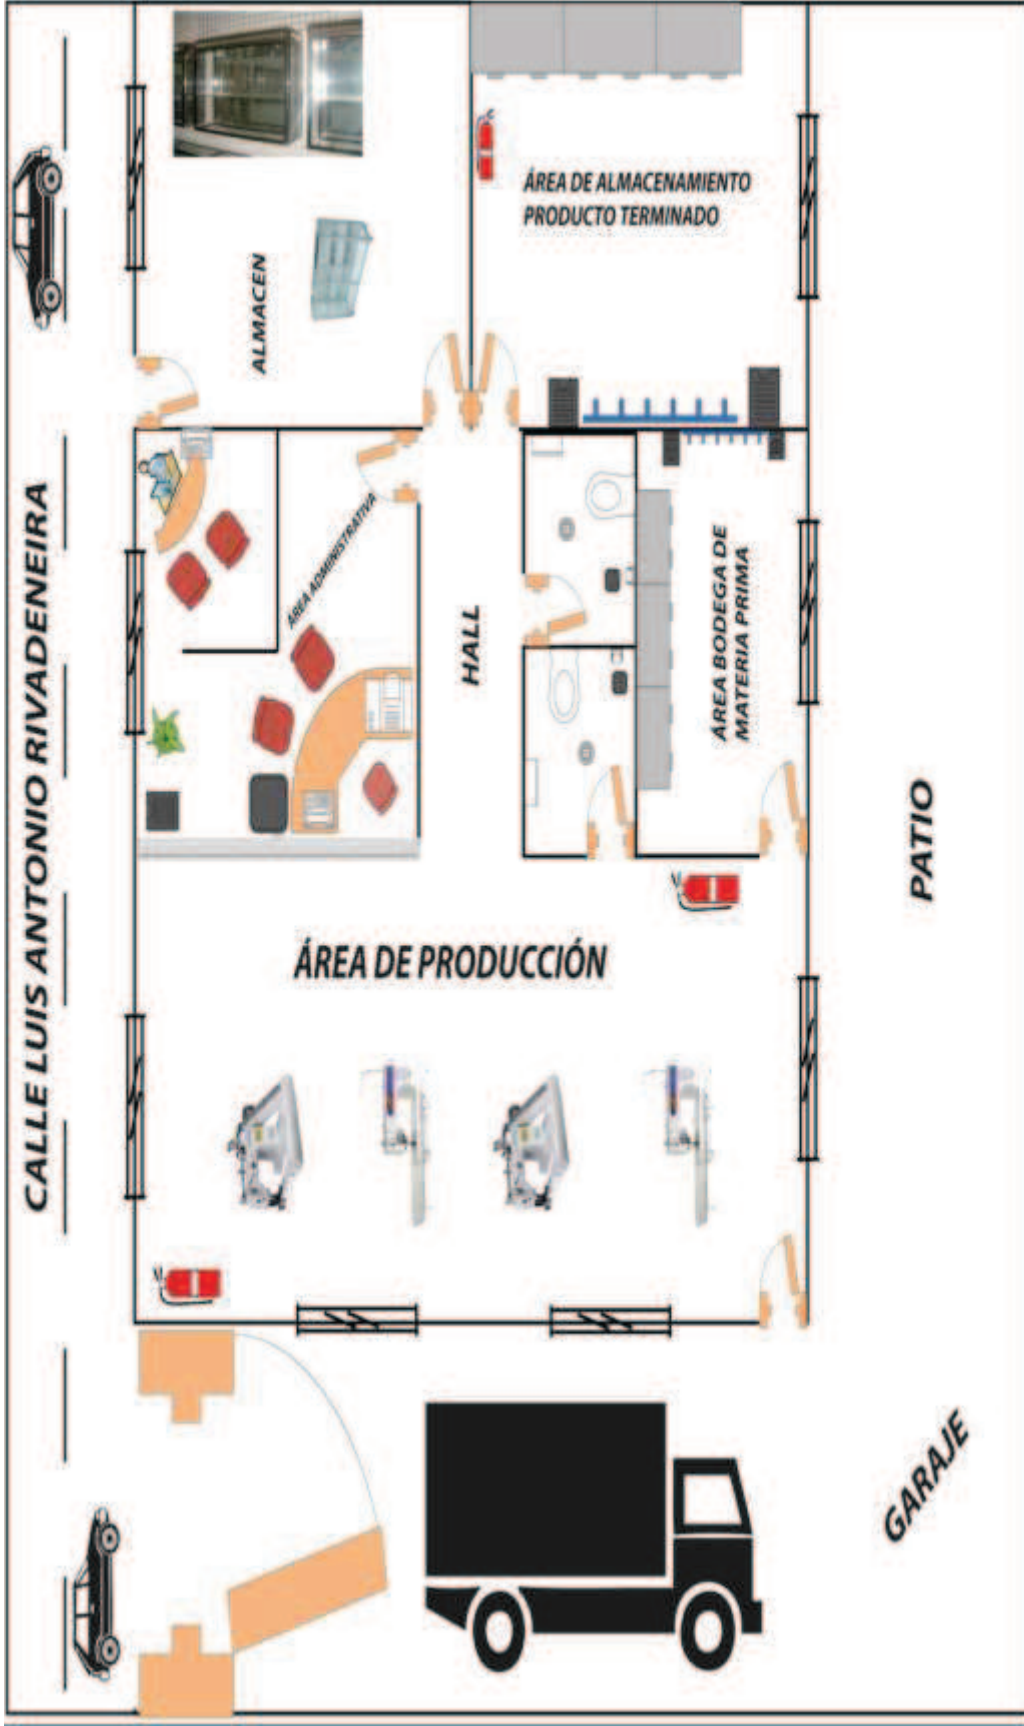 CALLE LUIS ANTONIO RIVADENEIRA
ALMACEN
ÁREA DE ALMACENAMIENTO
PRODUCTO TERMINADO
ÁREA ADMINISTRATIVA
HALL
ÁREA BODEGA DE
MATERIA PRIMA
PATIO
ÁREA DE PRODUCCIÓN
GARAJE